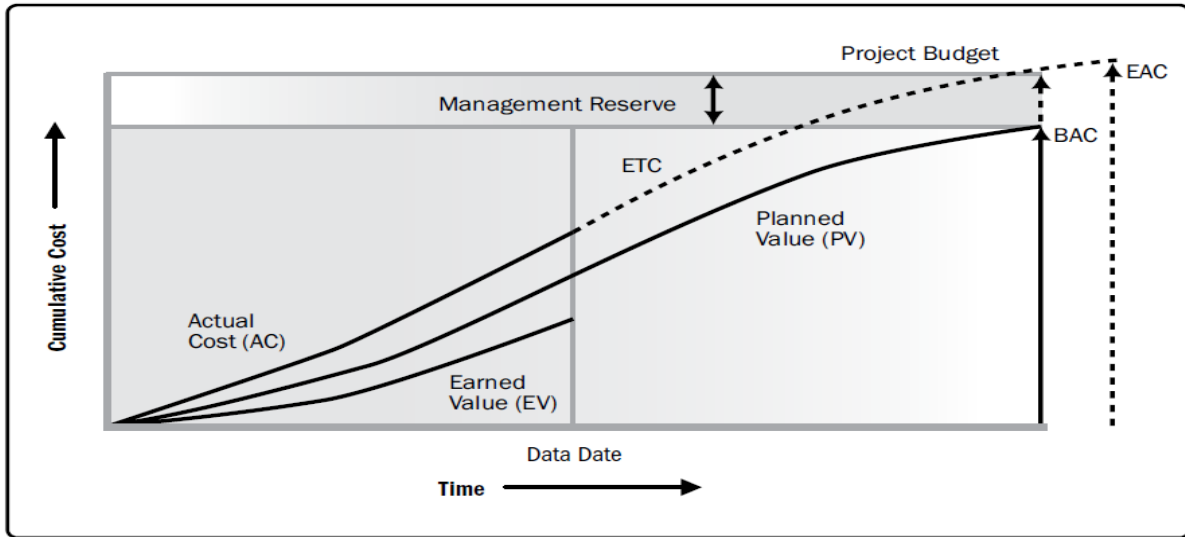 Project Budget
EAC
Management Reserve
BAC
ETC
Planned
Value (PV)
Cumulative Cost
Actual
Cost (AC)
Earned
Value (EV)
Data Date
Time